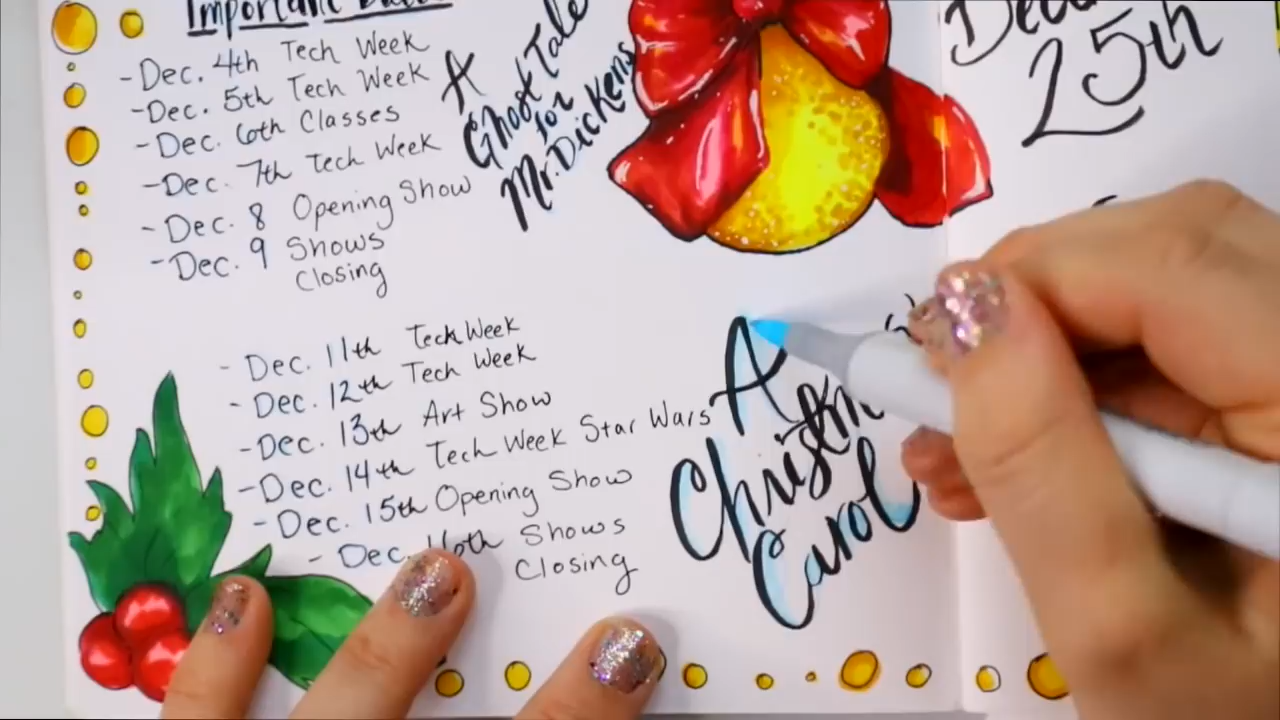 Important
- Dec. 4th Tech Week
- Dec. 5th Tech Week
- Dec. 6th Classes
- Dec. 7th Tech Week
- Dec. 8 Opening Show
- Dec. 9 Shows
Closing
A
Ghost Tale
for
Mr. Dickens
25th
- Dec. 11th Tech Week
- Dec. 12th Tech Week
- Dec. 13th Art Show
- Dec. 14th Tech Week Star Wars
- Dec. 15th Opening Show
- Dec. 16th Shows
Closing
A
Carol